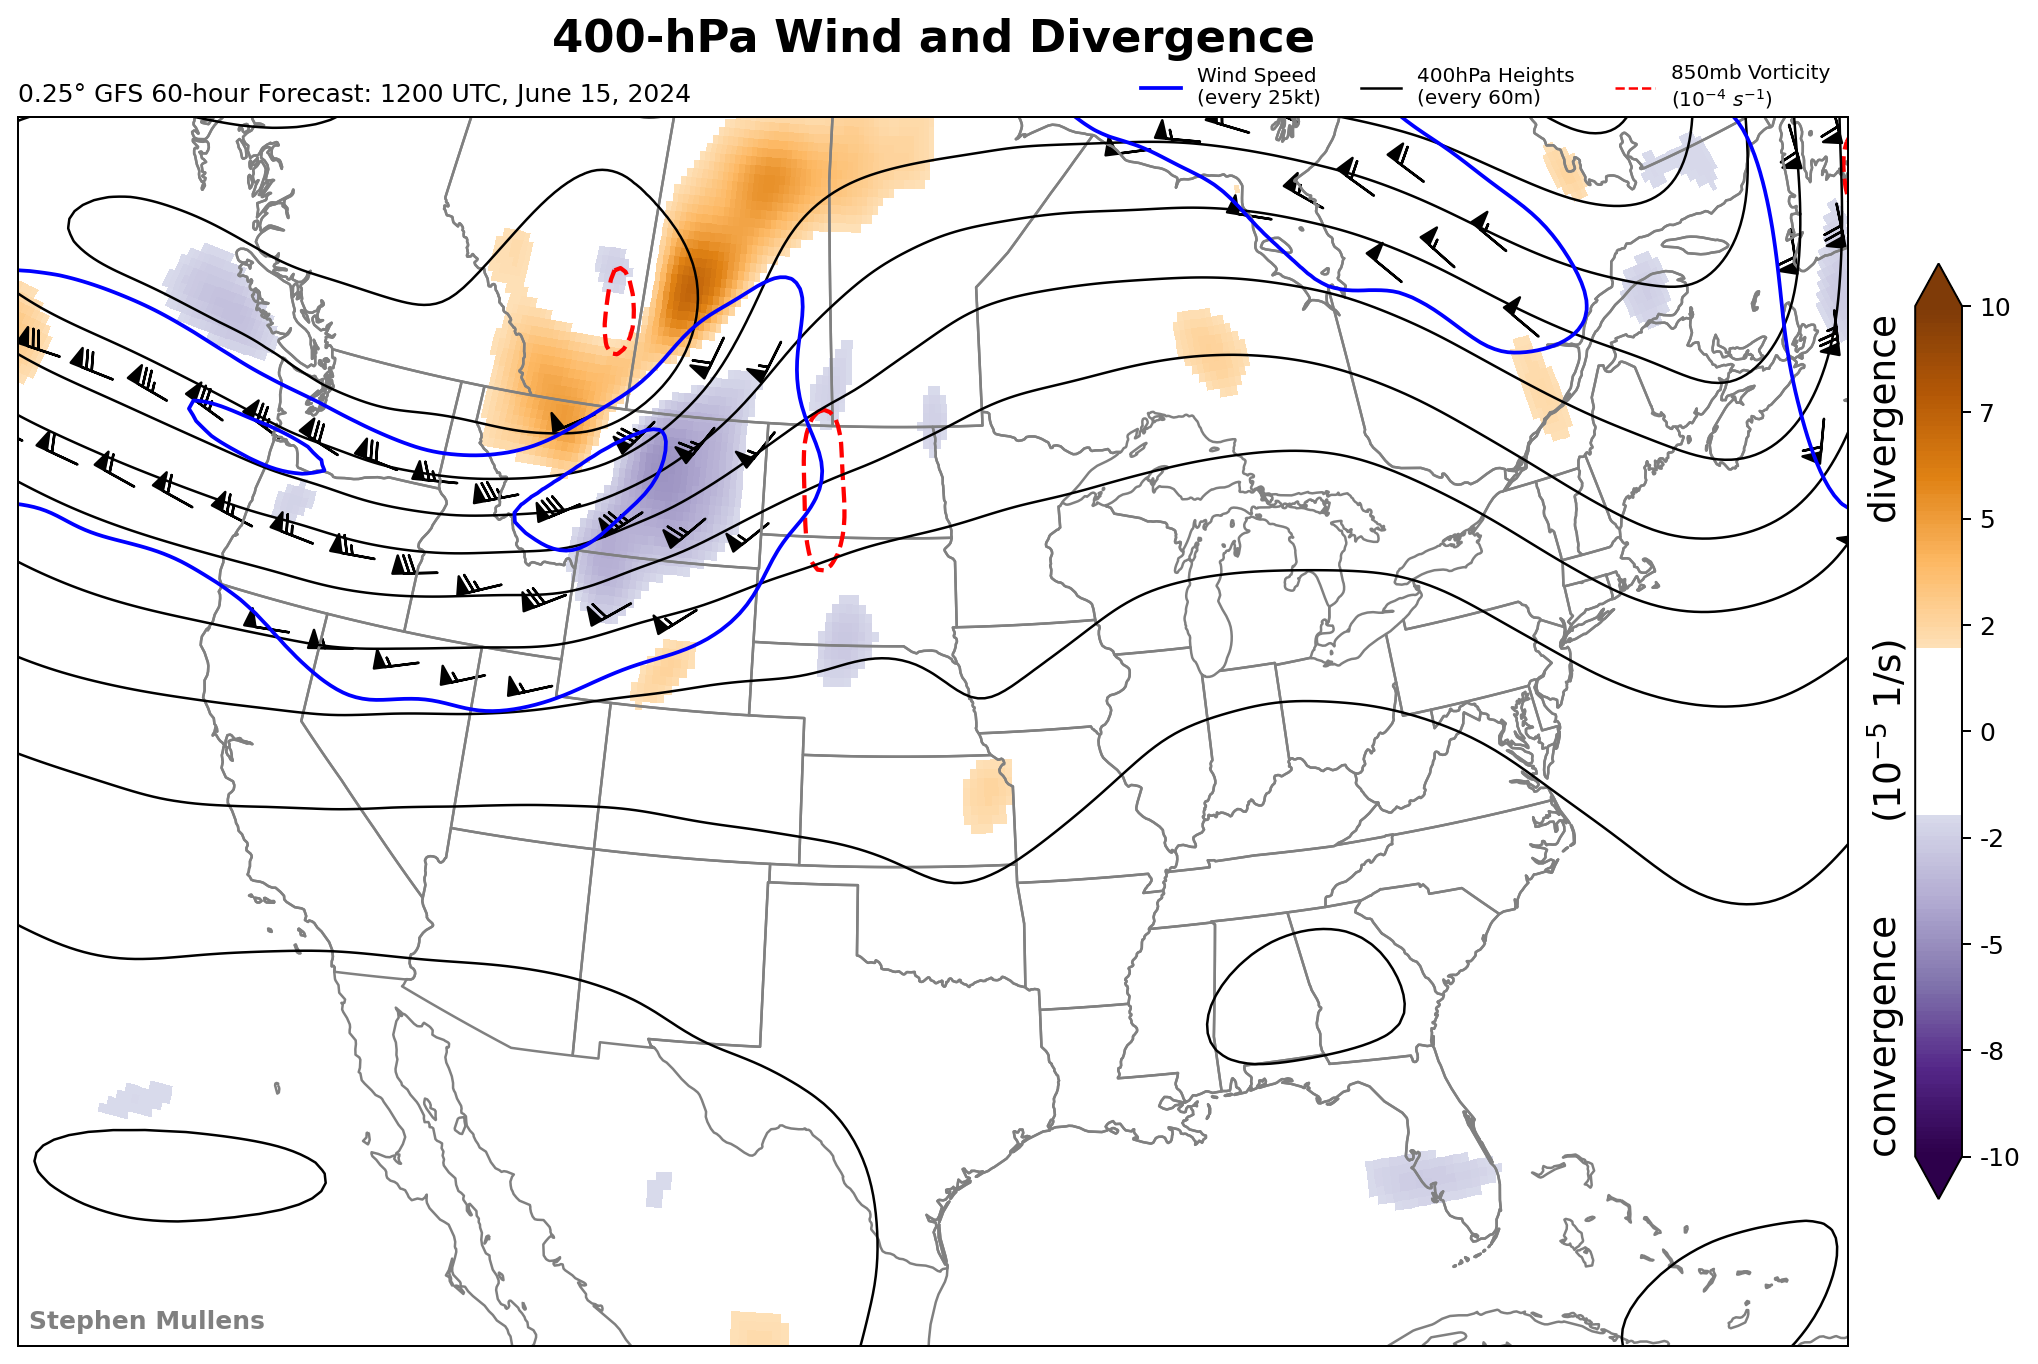 400-hPa Wind and Divergence
0.25° GFS 60-hour Forecast: 1200 UTC, June 15, 2024
Wind Speed
(every 25kt)
400hPa Heights
(every 60m)
850mb Vorticity
(10⁻⁴ s⁻¹)
10
7
5
2
0
-2
-5
-8
-10
convergence (10⁻⁵ 1/s) divergence
Stephen Mullens